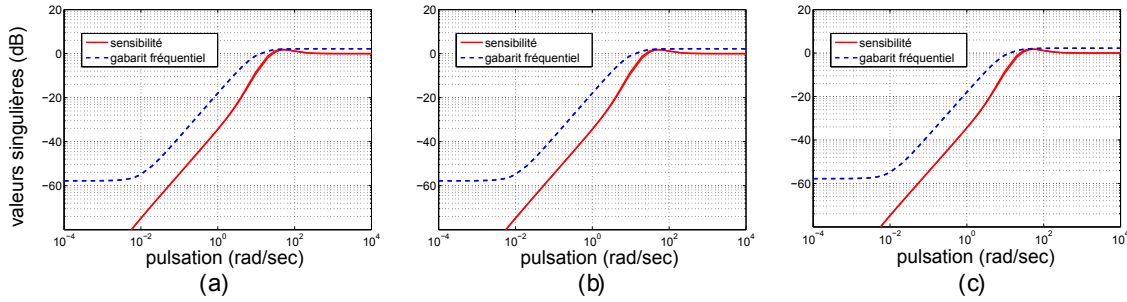 valeurs singulières (dB)
20
0
−20
−40
−60
sensibilité
gabarit fréquentiel
10^−4
10^−2
10^0
10^2
10^4
pulsation (rad/sec)
(a)
20
0
−20
−40
−60
sensibilité
gabarit fréquentiel
10^−4
10^−2
10^0
10^2
10^4
pulsation (rad/sec)
(b)
20
0
−20
−40
−60
sensibilité
gabarit fréquentiel
10^−4
10^−2
10^0
10^2
10^4
pulsation (rad/sec)
(c)